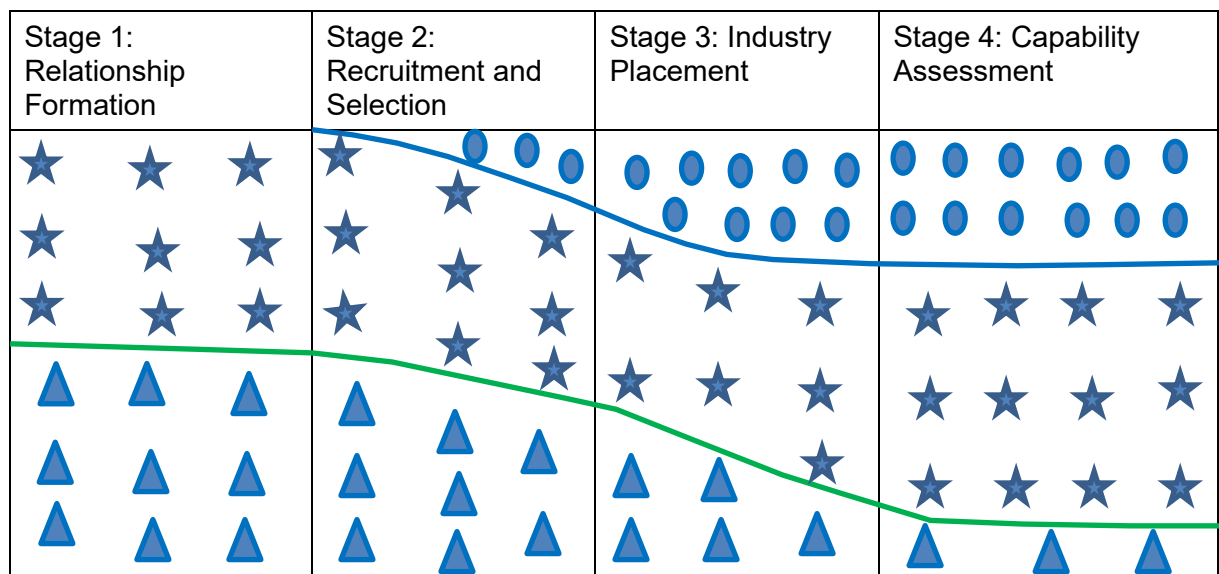 Stage 1:
Relationship
Formation
Stage 2:
Recruitment and
Selection
Stage 3: Industry
Placement
Stage 4: Capability
Assessment